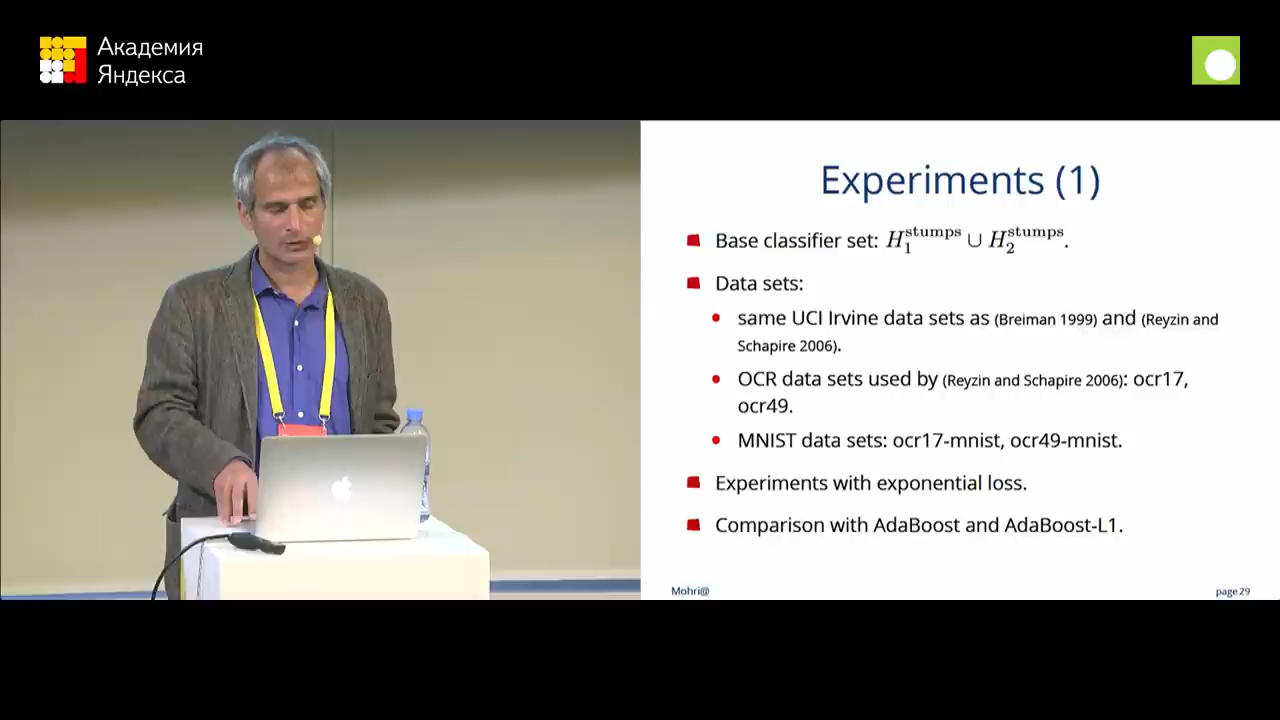 Академия
Яндекса
Experiments (1)
Base classifier set: H₁^stumps ∪ H₂^stumps.
Data sets:
same UCI Irvine data sets as (Breiman 1999) and (Reyzin and
Schapire 2006).
OCR data sets used by (Reyzin and Schapire 2006): ocr17,
ocr49.
MNIST data sets: ocr17-mnist, ocr49-mnist.
Experiments with exponential loss.
Comparison with AdaBoost and AdaBoost-L1.
Mohri@
page 29